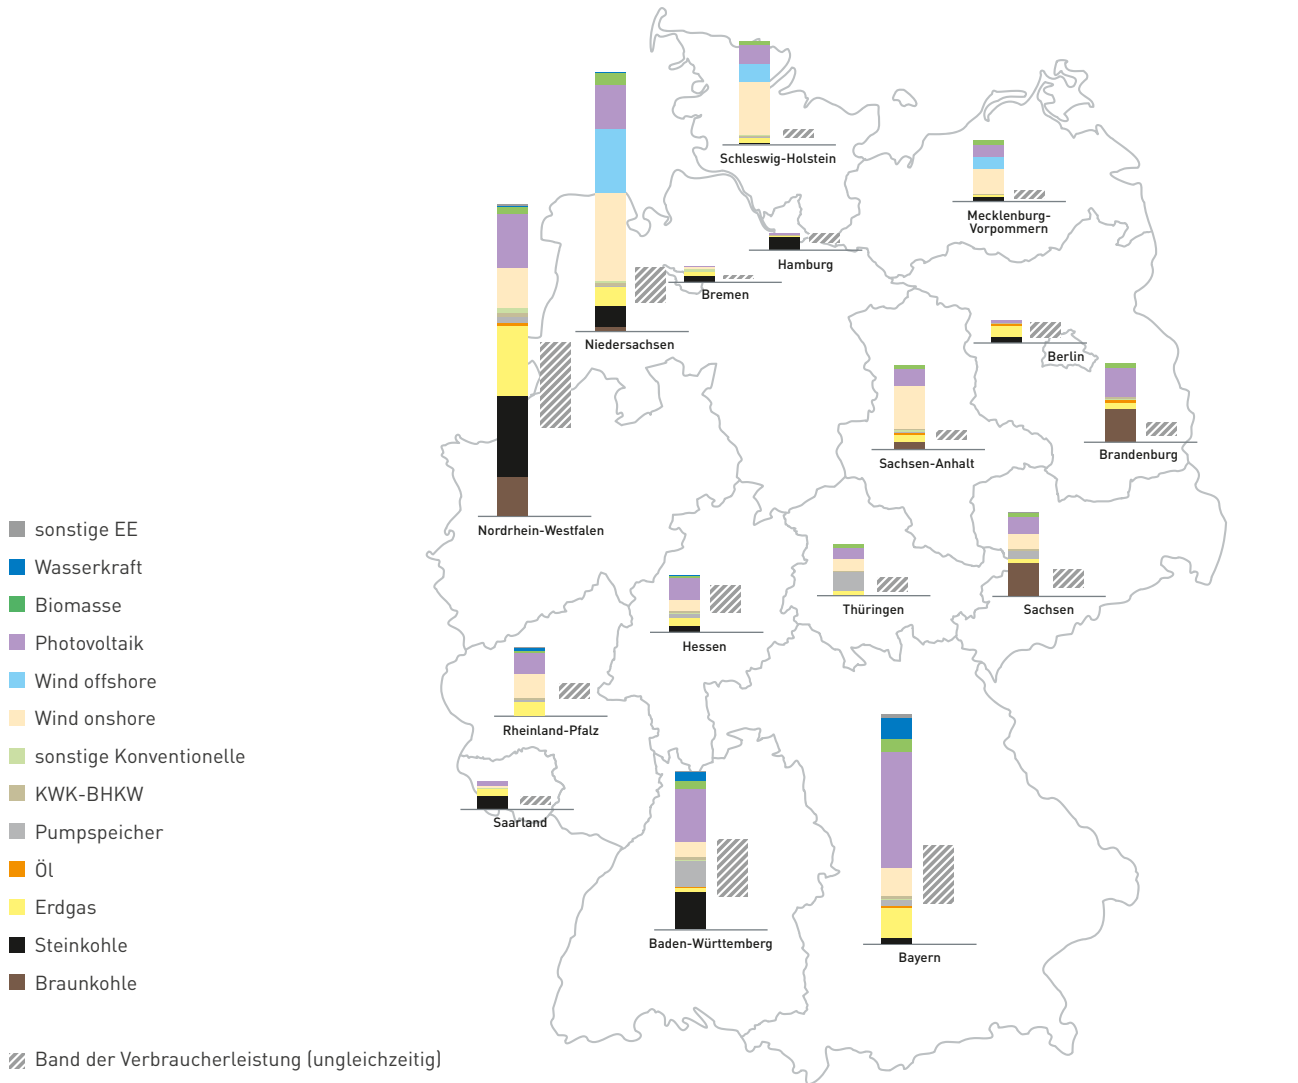 Schleswig-Holstein
Mecklenburg-
Vorpommern
Hamburg
Bremen
Niedersachsen
Berlin
Brandenburg
Sachsen-Anhalt
Nordrhein-Westfalen
Thüringen
Sachsen
Hessen
Rheinland-Pfalz
Saarland
Baden-Württemberg
Bayern
sonstige EE
Wasserkraft
Biomasse
Photovoltaik
Wind offshore
Wind onshore
sonstige Konventionelle
KWK-BHKW
Pumpspeicher
Öl
Erdgas
Steinkohle
Braunkohle
Band der Verbraucherleistung (ungleichzeitig)